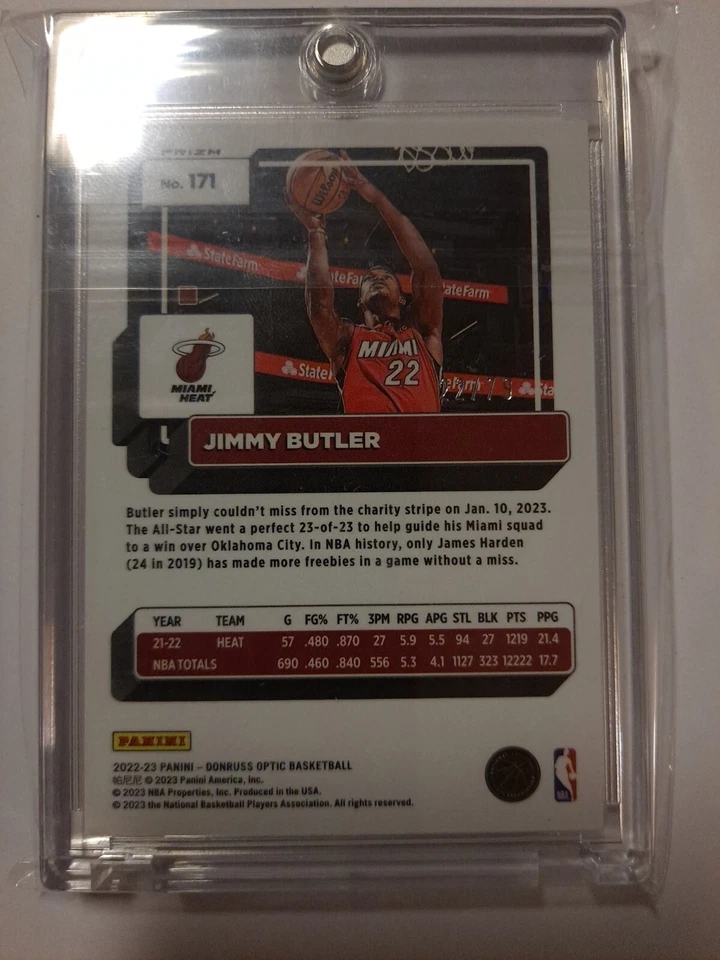 PRIZM
No. 171
Wilson
StateFarm
StateFa
ateFarm
MIAMI
22
State
MIAMI
HEAT
JIMMY BUTLER
Butler simply couldn't miss from the charity stripe on Jan. 10, 2023.
The All-Star went a perfect 23-of-23 to help guide his Miami squad
to a win over Oklahoma City. In NBA history, only James Harden
(24 in 2019) has made more freebies in a game without a miss.
YEAR TEAM G FG% FT% 3PM RPG APG STL BLK PTS PPG
21-22 HEAT 57 .480 .870 27 5.9 5.5 94 27 1219 21.4
NBA TOTALS 690 .460 .840 556 5.3 4.1 1127 323 12222 17.7
PANINI
2022-23 PANINI – DONRUSS OPTIC BASKETBALL
帕尼尼 © 2023 Panini America, Inc.
© 2023 NBA Properties, Inc. Produced in the USA.
© 2023 the National Basketball Players Association. All rights reserved.
NBA